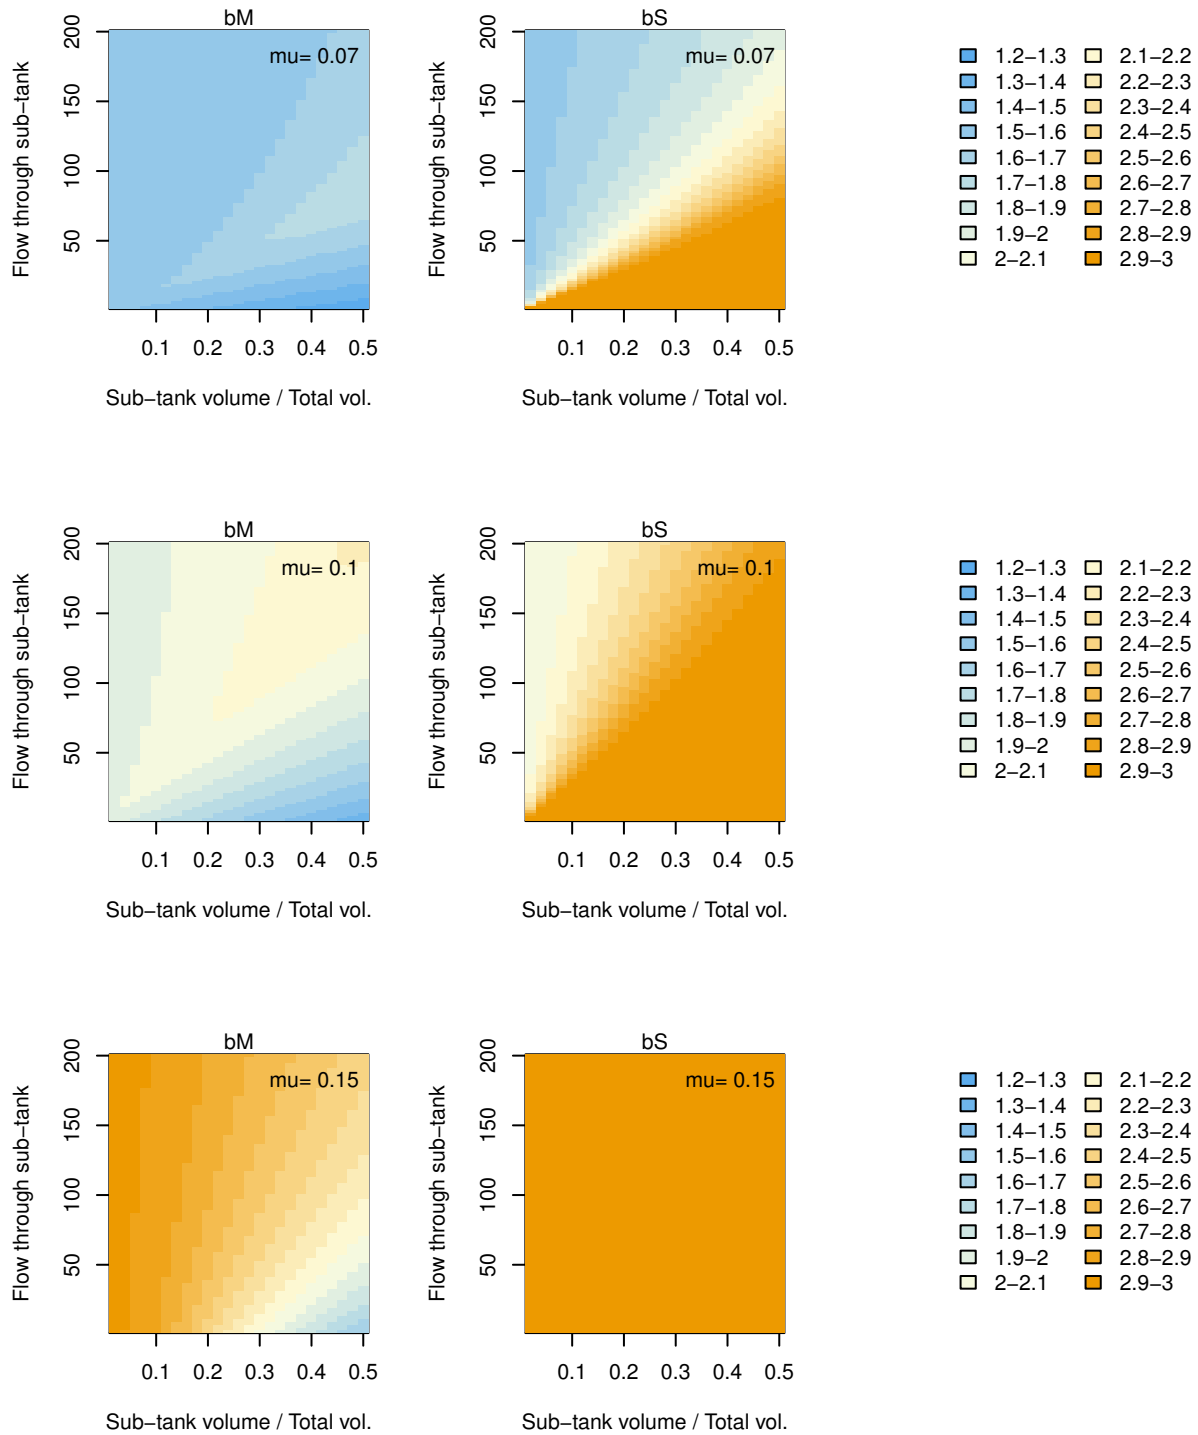 bM
mu= 0.07
Flow through sub−tank
200
150
100
50
0.1 0.2 0.3 0.4 0.5
Sub−tank volume / Total vol.
bS
mu= 0.07
Flow through sub−tank
200
150
100
50
0.1 0.2 0.3 0.4 0.5
Sub−tank volume / Total vol.
1.2−1.3
1.3−1.4
1.4−1.5
1.5−1.6
1.6−1.7
1.7−1.8
1.8−1.9
1.9−2
2−2.1
2.1−2.2
2.2−2.3
2.3−2.4
2.4−2.5
2.5−2.6
2.6−2.7
2.7−2.8
2.8−2.9
2.9−3
bM
mu= 0.1
Flow through sub−tank
200
150
100
50
0.1 0.2 0.3 0.4 0.5
Sub−tank volume / Total vol.
bS
mu= 0.1
Flow through sub−tank
200
150
100
50
0.1 0.2 0.3 0.4 0.5
Sub−tank volume / Total vol.
1.2−1.3
1.3−1.4
1.4−1.5
1.5−1.6
1.6−1.7
1.7−1.8
1.8−1.9
1.9−2
2−2.1
2.1−2.2
2.2−2.3
2.3−2.4
2.4−2.5
2.5−2.6
2.6−2.7
2.7−2.8
2.8−2.9
2.9−3
bM
mu= 0.15
Flow through sub−tank
200
150
100
50
0.1 0.2 0.3 0.4 0.5
Sub−tank volume / Total vol.
bS
mu= 0.15
Flow through sub−tank
200
150
100
50
0.1 0.2 0.3 0.4 0.5
Sub−tank volume / Total vol.
1.2−1.3
1.3−1.4
1.4−1.5
1.5−1.6
1.6−1.7
1.7−1.8
1.8−1.9
1.9−2
2−2.1
2.1−2.2
2.2−2.3
2.3−2.4
2.4−2.5
2.5−2.6
2.6−2.7
2.7−2.8
2.8−2.9
2.9−3